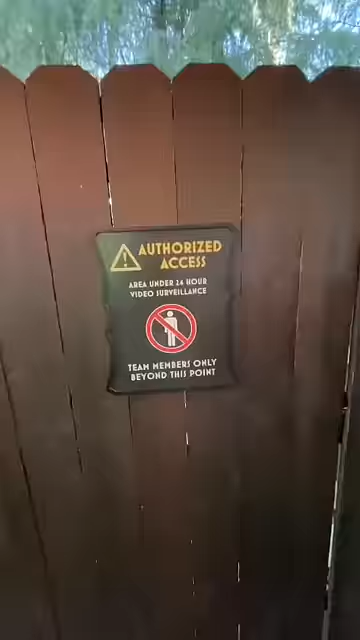 AUTHORIZED
ACCESS
AREA UNDER 24 HOUR
VIDEO SURVEILLANCE
TEAM MEMBERS ONLY
BEYOND THIS POINT